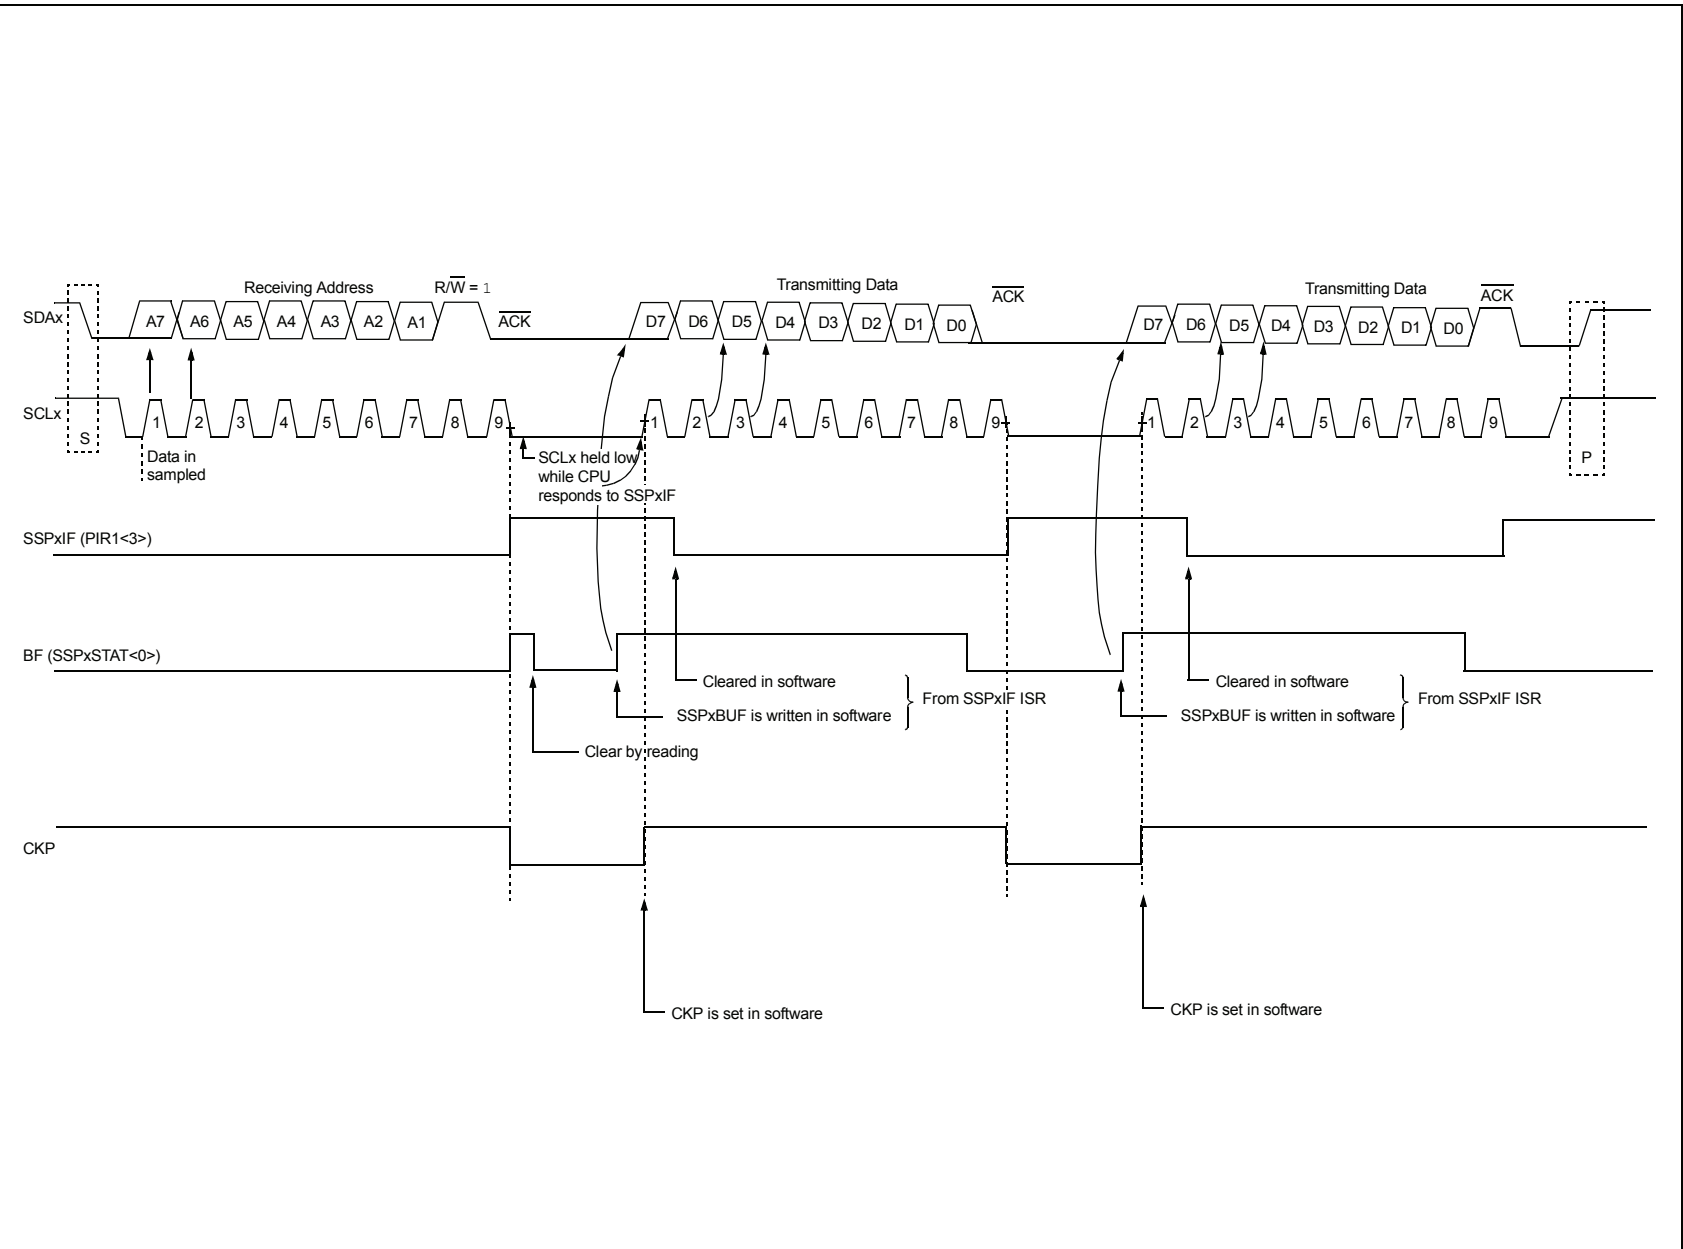 Receiving Address
R/W = 1
Transmitting Data
ACK
Transmitting Data
ACK
SDAx
A7 A6 A5 A4 A3 A2 A1
ACK
D7 D6 D5 D4 D3 D2 D1 D0
D7 D6 D5 D4 D3 D2 D1 D0
SCLx
S
1 2 3 4 5 6 7 8 9
1 2 3 4 5 6 7 8 9
1 2 3 4 5 6 7 8 9
P
Data in
sampled
SCLx held low
while CPU
responds to SSPxIF
SSPxIF (PIR1<3>)
BF (SSPxSTAT<0>)
Cleared in software
SSPxBUF is written in software
From SSPxIF ISR
Clear by reading
Cleared in software
SSPxBUF is written in software
From SSPxIF ISR
CKP
CKP is set in software
CKP is set in software